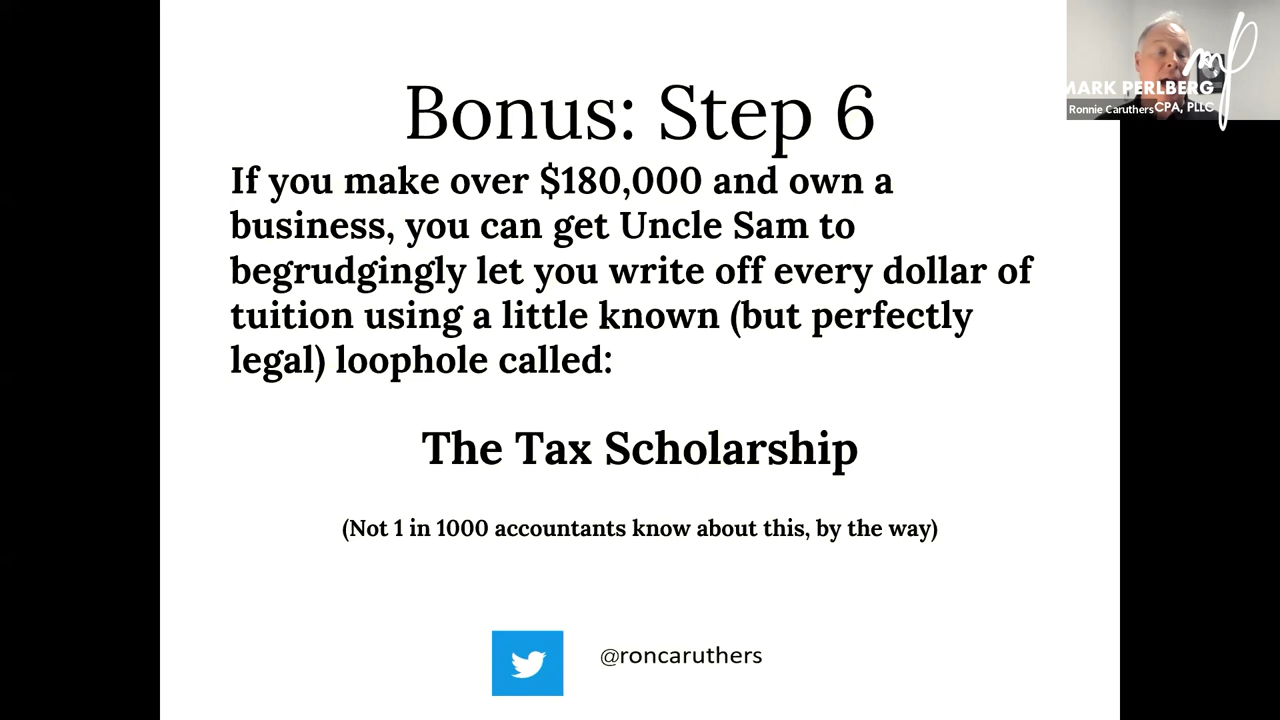 Bonus: Step 6
If you make over $180,000 and own a
business, you can get Uncle Sam to
begrudgingly let you write off every dollar of
tuition using a little known (but perfectly
legal) loophole called:
The Tax Scholarship
(Not 1 in 1000 accountants know about this, by the way)
@roncaruthers
mp
MARK PERLBERG
CPA, PLLC
Ronnie Caruthers